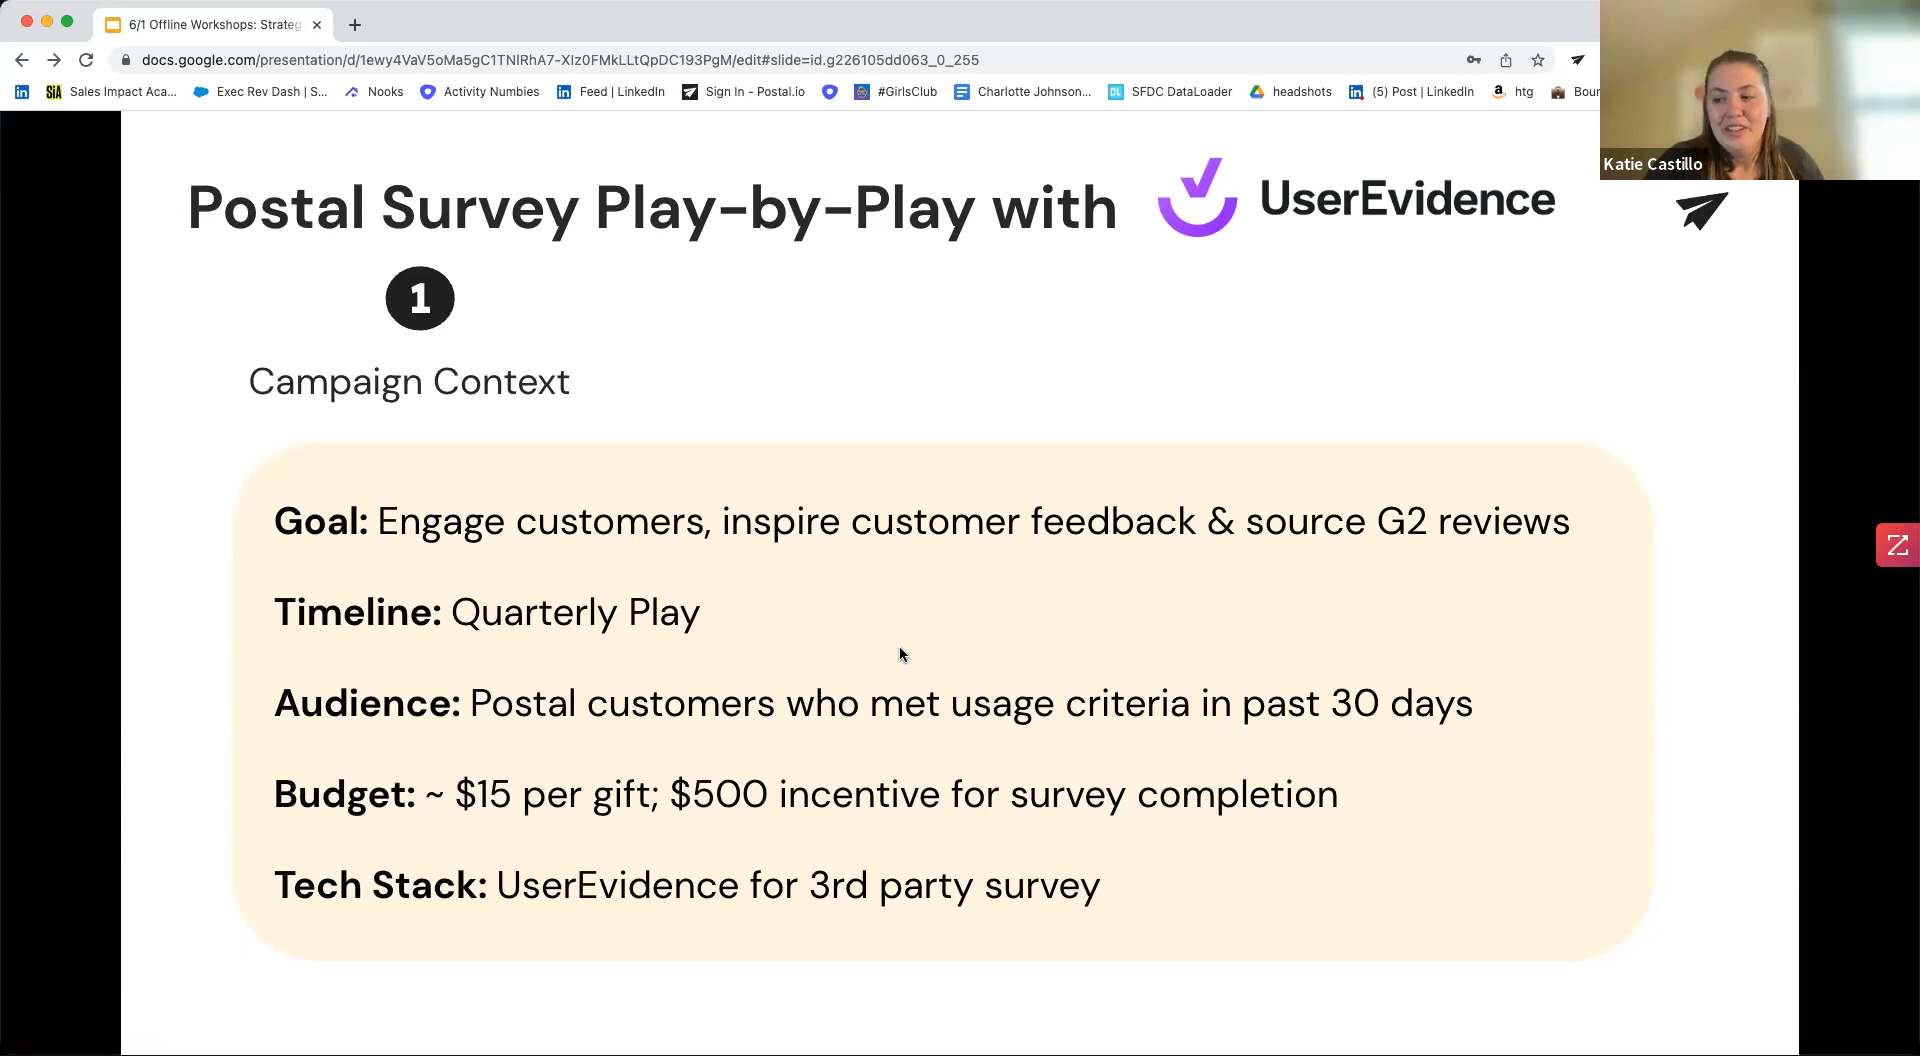 6/1 Offline Workshops: Strateg
docs.google.com/presentation/d/1ewy4VaV5oMa5gC1TNlRhA7-XIz0FMkLLtQpDC193PgM/edit#slide=id.g226105dd063_0_255
SiA Sales Impact Aca... Exec Rev Dash | S... Nooks Activity Numbies Feed | LinkedIn Sign In - Postal.io #GirlsClub Charlotte Johnson... DL SFDC DataLoader headshots (5) Post | LinkedIn htg Bour
Katie Castillo
Postal Survey Play-by-Play with UserEvidence
1
Campaign Context
Goal: Engage customers, inspire customer feedback & source G2 reviews
Timeline: Quarterly Play
Audience: Postal customers who met usage criteria in past 30 days
Budget: ~ $15 per gift; $500 incentive for survey completion
Tech Stack: UserEvidence for 3rd party survey